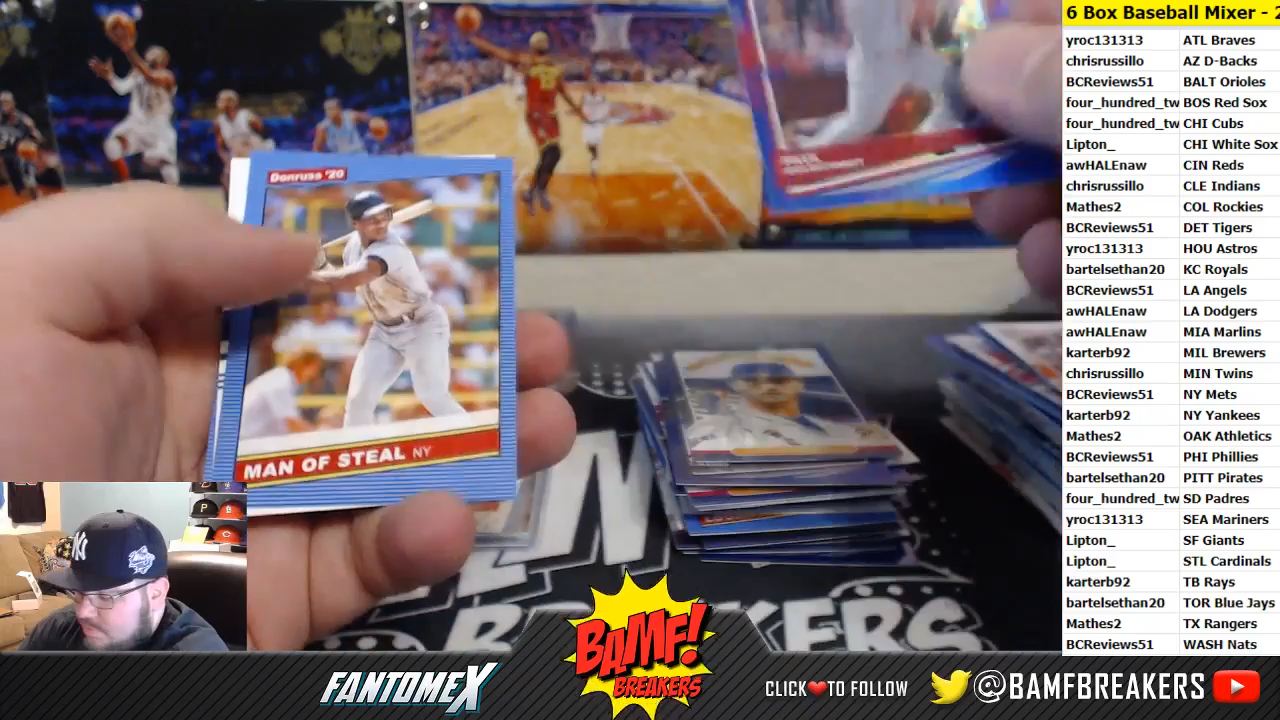 6 Box Baseball Mixer - 2
yroc131313 ATL Braves
chrisrussillo AZ D-Backs
BCReviews51 BALT Orioles
four_hundred_tw BOS Red Sox
four_hundred_tw CHI Cubs
Lipton_ CHI White Sox
awHALEnaw CIN Reds
chrisrussillo CLE Indians
Mathes2 COL Rockies
BCReviews51 DET Tigers
yroc131313 HOU Astros
bartelsethan20 KC Royals
BCReviews51 LA Angels
awHALEnaw LA Dodgers
awHALEnaw MIA Marlins
karterb92 MIL Brewers
chrisrussillo MIN Twins
BCReviews51 NY Mets
karterb92 NY Yankees
Mathes2 OAK Athletics
BCReviews51 PHI Phillies
bartelsethan20 PITT Pirates
four_hundred_tw SD Padres
yroc131313 SEA Mariners
Lipton_ SF Giants
Lipton_ STL Cardinals
karterb92 TB Rays
bartelsethan20 TOR Blue Jays
Mathes2 TX Rangers
BCReviews51 WASH Nats
Donruss '20
MAN OF STEAL NY
BREAKERS
FANTOMEX
BAMF!
BREAKERS
CLICK TO FOLLOW
@BAMFBREAKERS